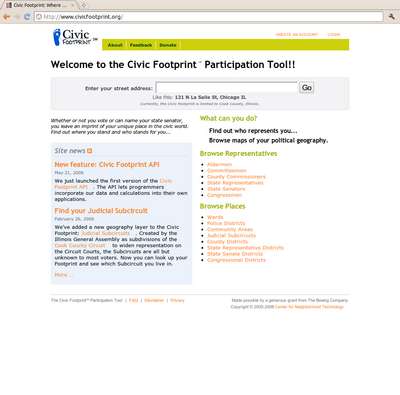 Civic Footprint: Where ...
http://www.civicfootprint.org/
Civic
FOOTPRINT SM
CREATE AN ACCOUNT LOGIN
About Feedback Donate
Welcome to the Civic Footprint™ Participation Tool!!
Enter your street address: Go
Like this: 121 N La Salle St, Chicago IL
Currently, the Civic Footprint is limited to Cook County, Illinois.
Whether or not you vote or can name your state senator,
you leave an imprint of your unique place in the civic world.
Find out where you stand and who stands for you...
Site news
New feature: Civic Footprint API
May 21, 2008
We just launched the first version of the Civic
Footprint API . The API lets programmers
incorporate our data and calculations into their own
applications.
Find your Judicial Subcircuit
February 26, 2008
We've added a new geography layer to the Civic
Footprint: Judicial Subcircuits . Created by the
Illinois General Assembly as subdivisions of the
Cook County Circuit to widen representation on
the Circuit Courts, the Subcircuits are all but
unknown to most voters. Now you can look up your
Footprint and see which Subcircuit you live in.
More ...
What can you do?
Find out who represents you...
Browse maps of your political geography.
Browse Representatives
Aldermen
Committeemen
County Commissioners
State Representatives
State Senators
Congressmen
Browse Places
Wards
Police Districts
Community Areas
Judicial Subcircuits
County Districts
State Representative Districts
State Senate Districts
Congressional Districts
The Civic Footprint™ Participation Tool | FAQ | Disclaimer | Privacy
Made possible by a generous grant from The Boeing Company.
Copyright © 2005-2008 Center for Neighborhood Technology